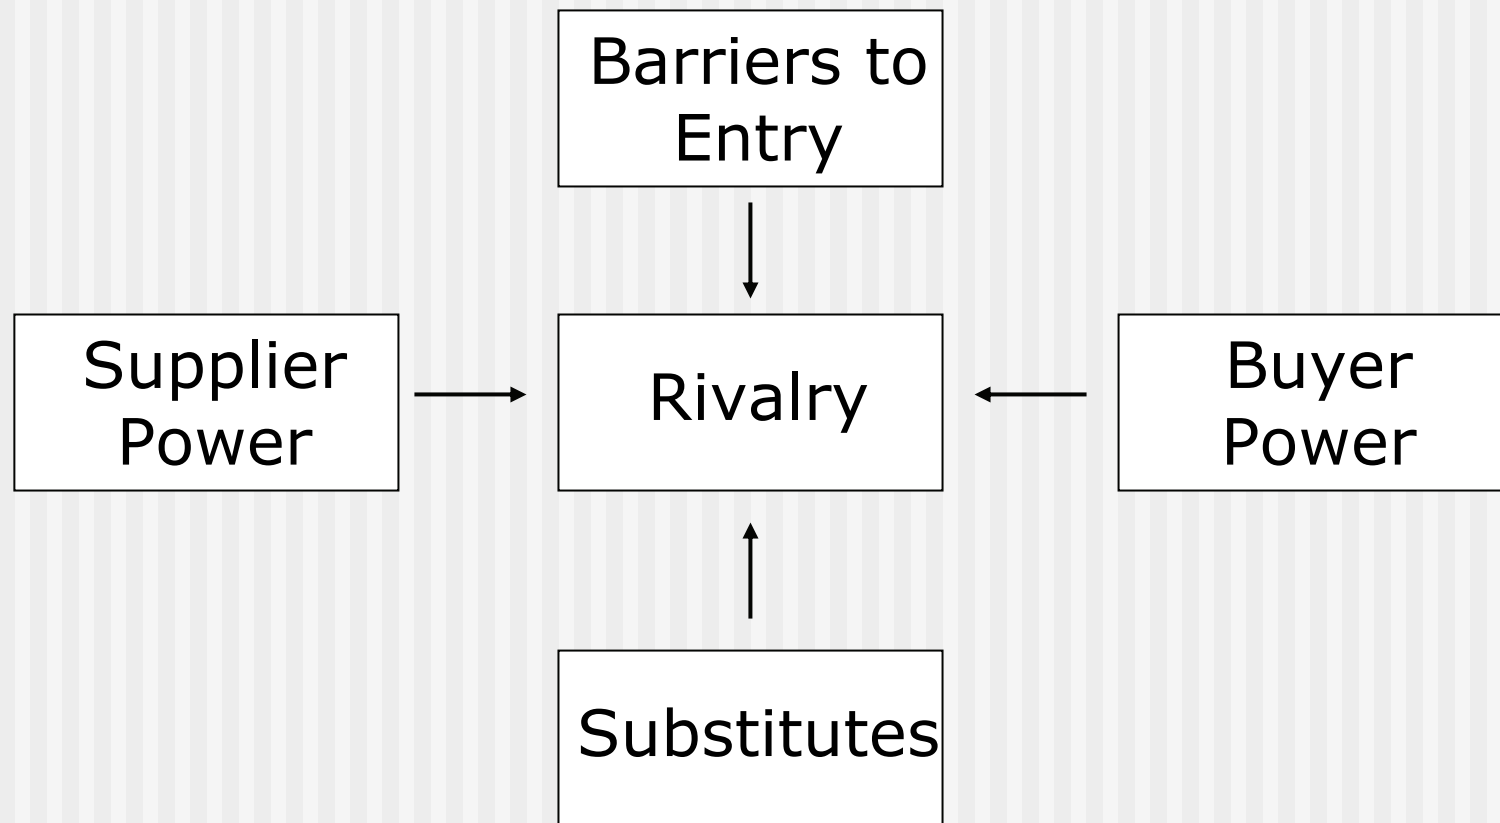 Barriers to
Entry
Supplier
Power
Rivalry
Buyer
Power
Substitutes